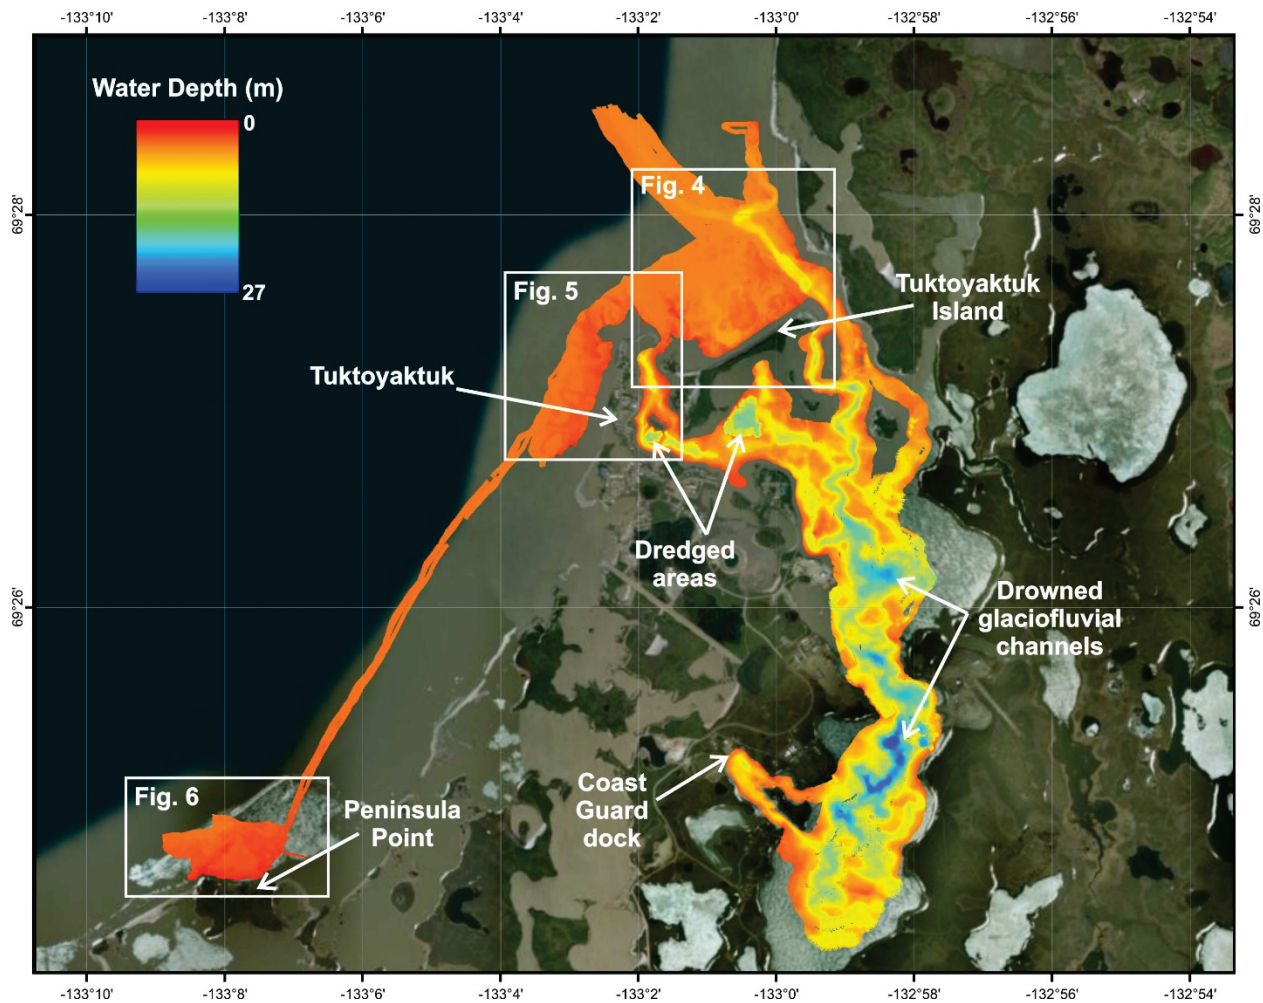 -133°10' -133°8' -133°6' -133°4' -133°2' -133°0' -132°58' -132°56' -132°54'
Water Depth (m)
0
27
Fig. 4
69°28'
69°28'
Fig. 5
Tuktoyaktuk
Island
Tuktoyaktuk
Dredged
areas
69°26'
69°26'
Drowned
glaciofluvial
channels
Fig. 6
Peninsula
Point
Coast
Guard
dock
-133°10' -133°8' -133°6' -133°4' -133°2' -133°0' -132°58' -132°56' -132°54'